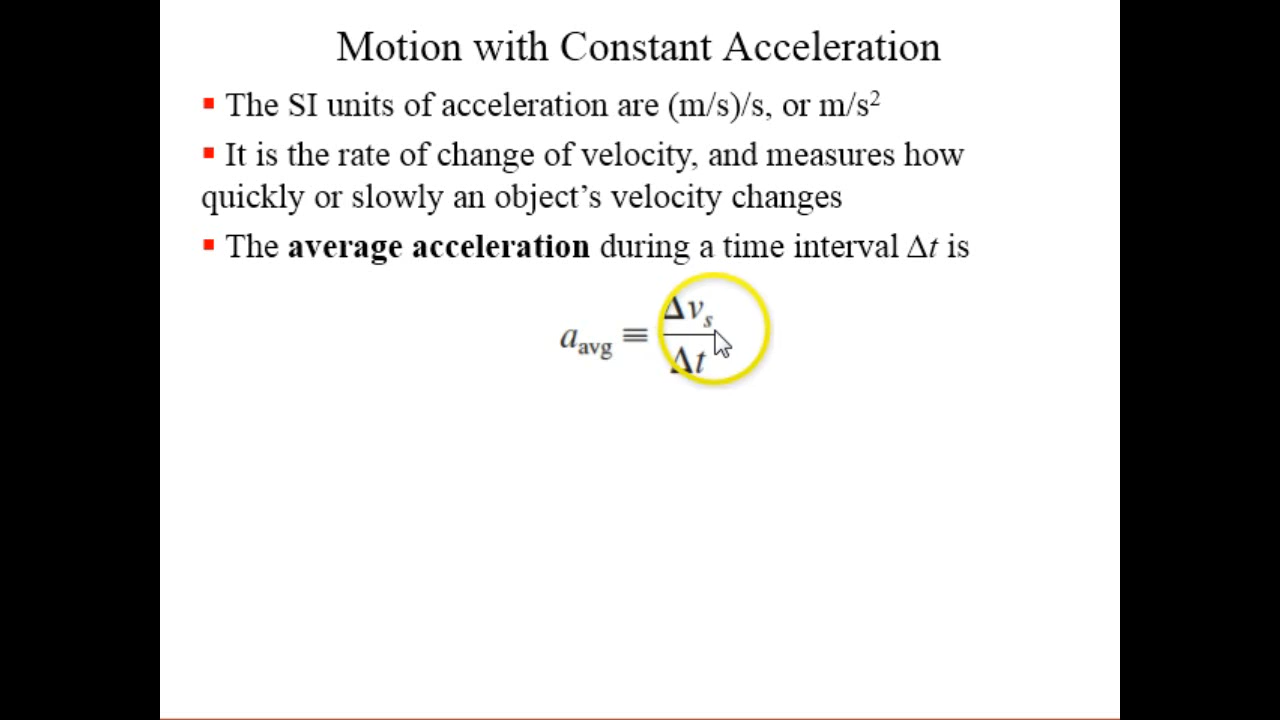 Motion with Constant Acceleration
▪ The SI units of acceleration are (m/s)/s, or m/s²
▪ It is the rate of change of velocity, and measures how
quickly or slowly an object’s velocity changes
▪ The average acceleration during a time interval Δt is
a_avg ≡ Δv_s / Δt